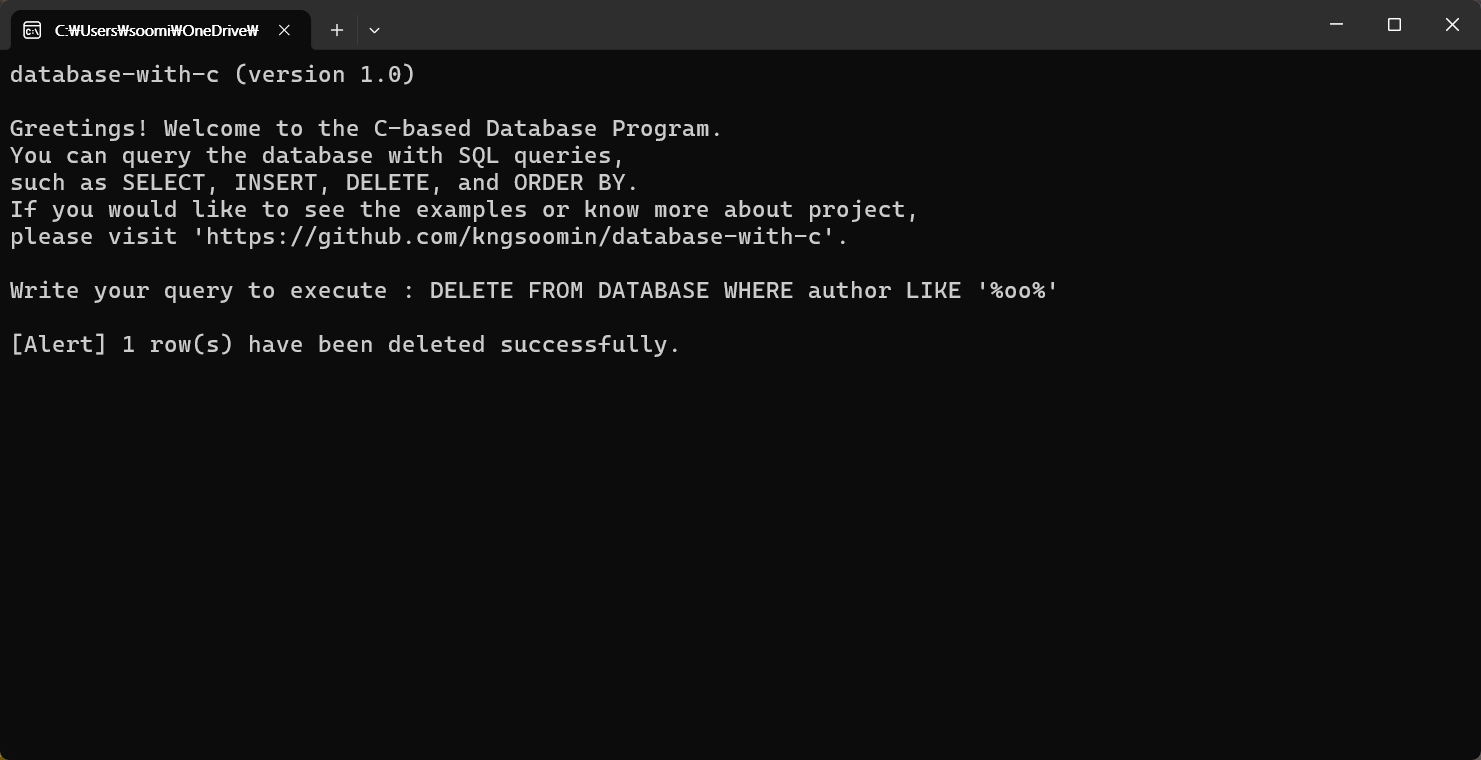 C:₩Users₩soomi₩OneDrive₩
database-with-c (version 1.0)
Greetings! Welcome to the C-based Database Program.
You can query the database with SQL queries,
such as SELECT, INSERT, DELETE, and ORDER BY.
If you would like to see the examples or know more about project,
please visit 'https://github.com/kngsoomin/database-with-c'.
Write your query to execute : DELETE FROM DATABASE WHERE author LIKE '%oo%'
[Alert] 1 row(s) have been deleted successfully.